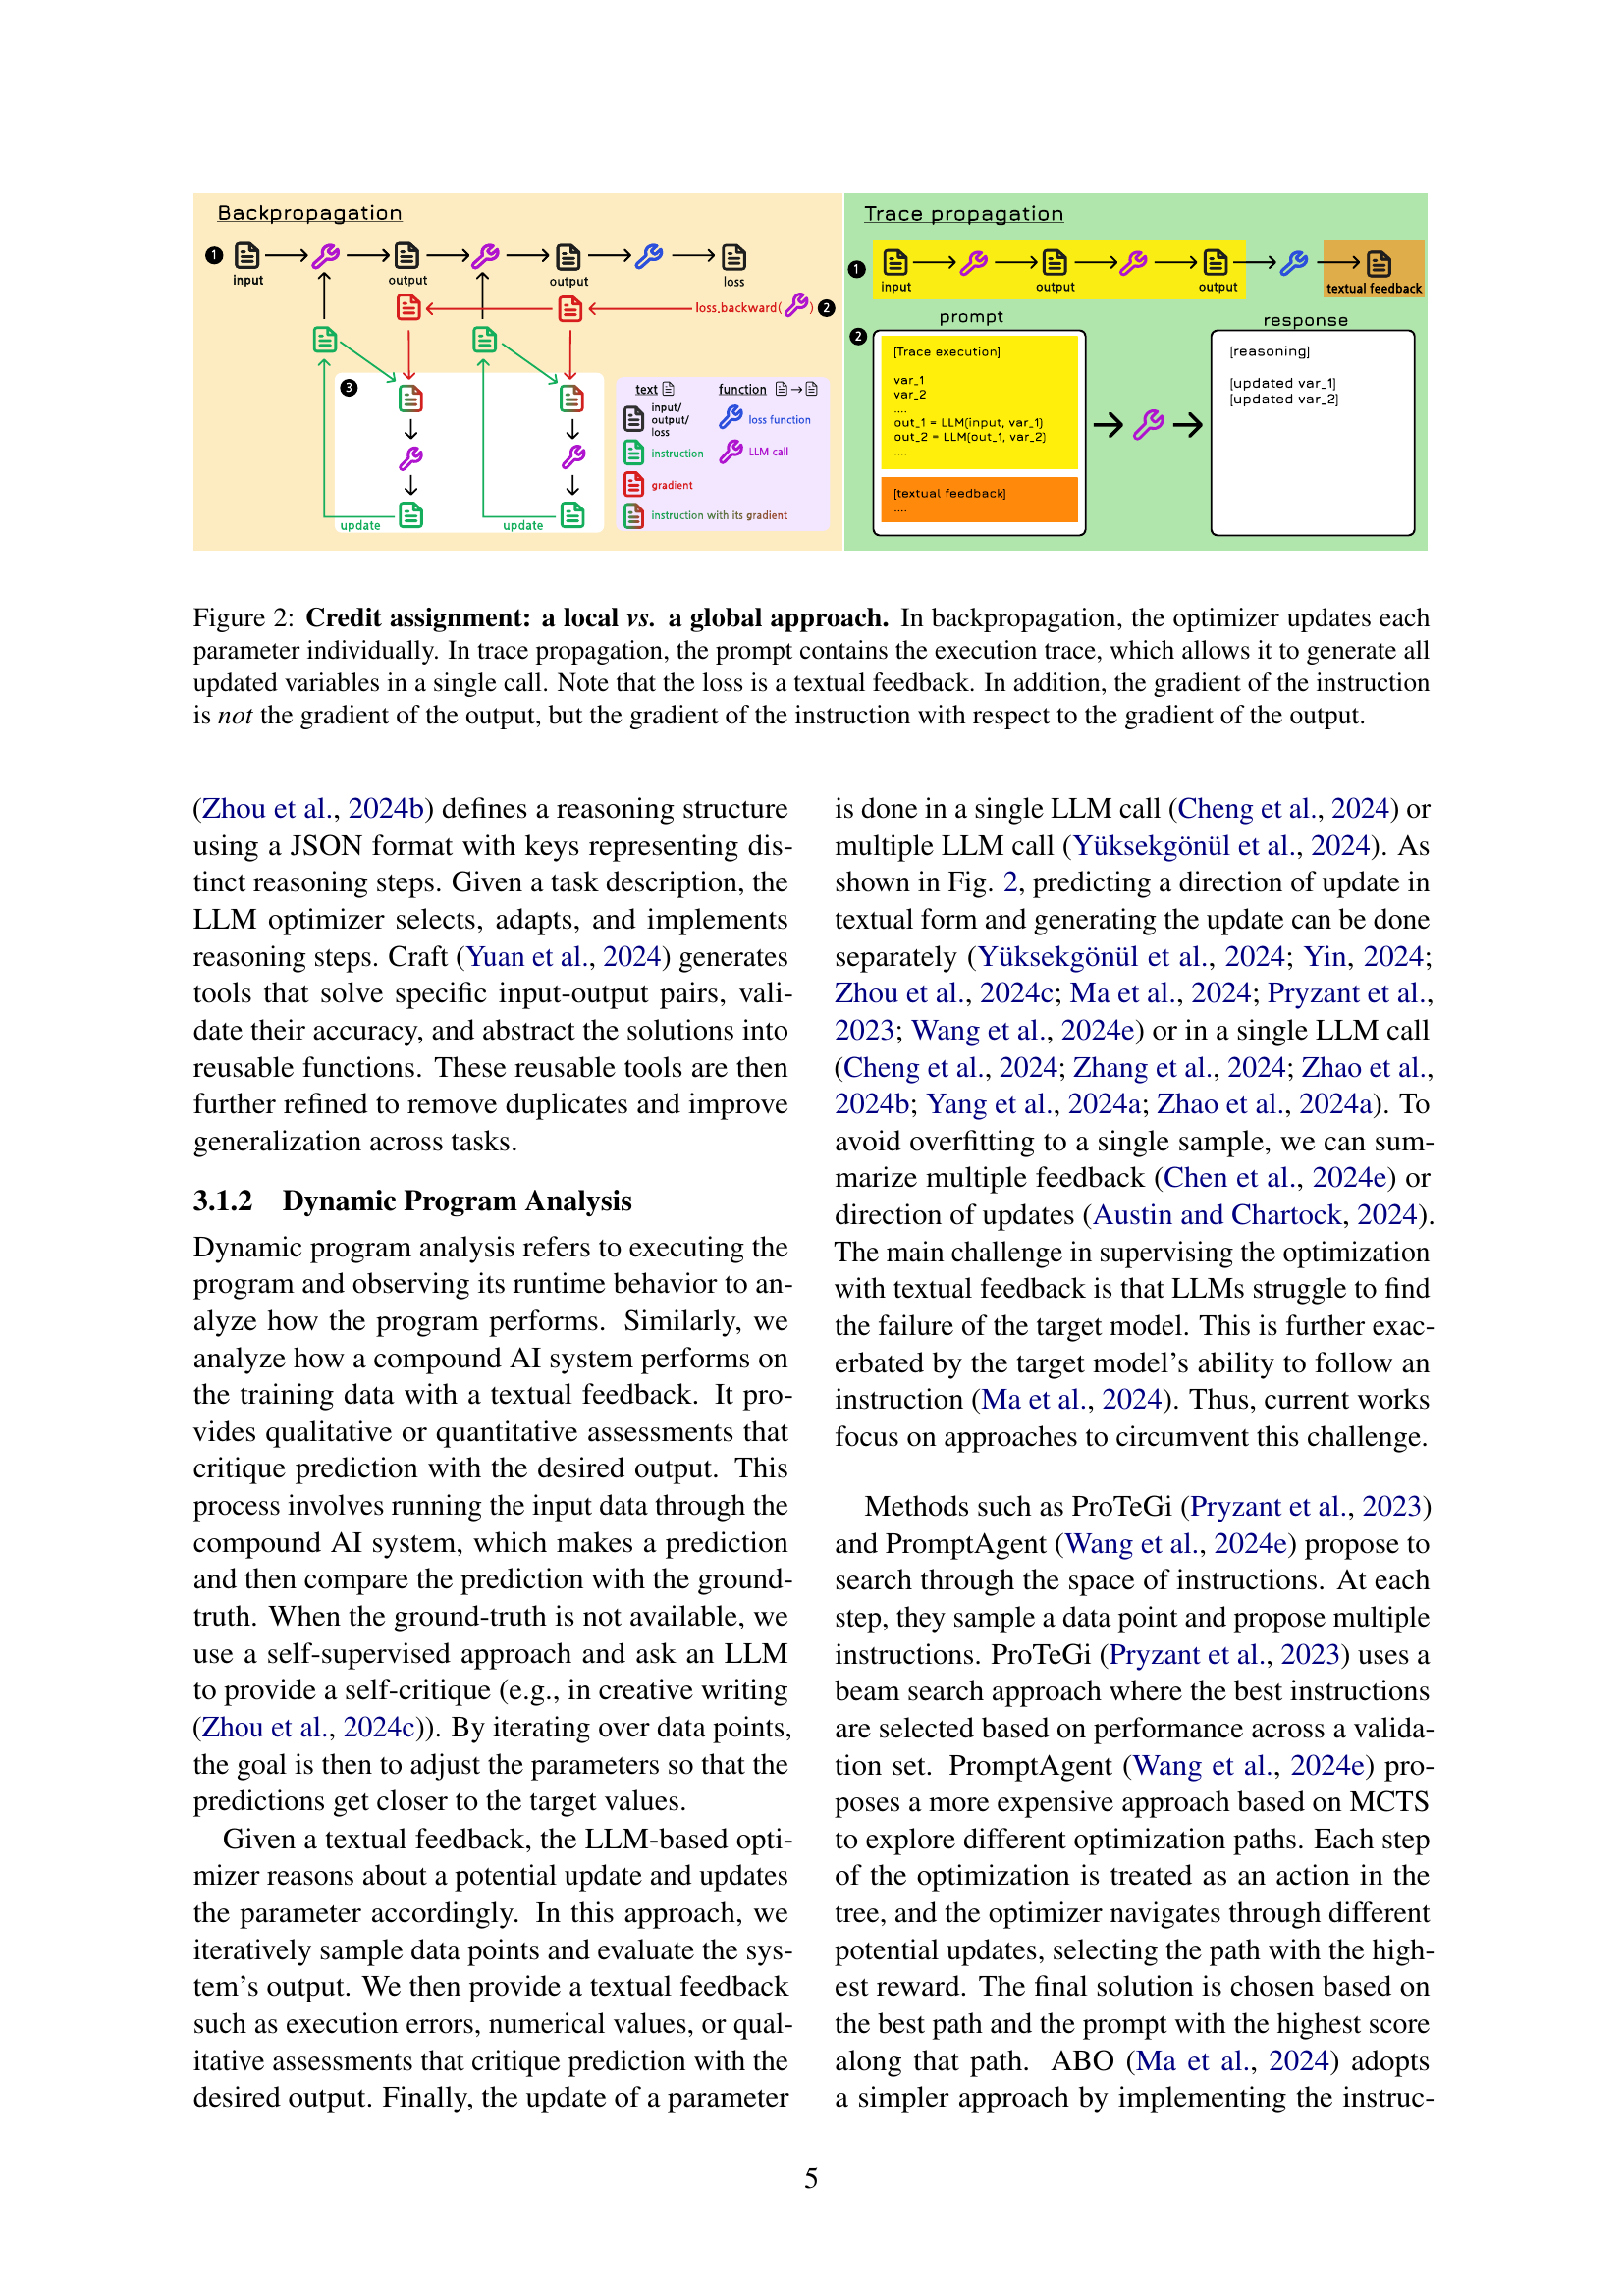 Backpropagation
1
input
output
output
loss
loss.backward( ) 2
3
update
update
text
function
input/
output/
loss
loss function
instruction
LLM call
gradient
instruction with its gradient
Trace propagation
1
input
output
output
textual feedback
2
prompt
response
[Trace execution]
var_1
var_2
....
out_1 = LLM(input, var_1)
out_2 = LLM(out_1, var_2)
....
[textual feedback]
....
[reasoning]
[updated var_1]
[updated var_2]
Figure 2: Credit assignment: a local vs. a global approach. In backpropagation, the optimizer updates each
parameter individually. In trace propagation, the prompt contains the execution trace, which allows it to generate all
updated variables in a single call. Note that the loss is a textual feedback. In addition, the gradient of the instruction
is not the gradient of the output, but the gradient of the instruction with respect to the gradient of the output.
(Zhou et al., 2024b) defines a reasoning structure
using a JSON format with keys representing dis-
tinct reasoning steps. Given a task description, the
LLM optimizer selects, adapts, and implements
reasoning steps. Craft (Yuan et al., 2024) generates
tools that solve specific input-output pairs, vali-
date their accuracy, and abstract the solutions into
reusable functions. These reusable tools are then
further refined to remove duplicates and improve
generalization across tasks.
3.1.2 Dynamic Program Analysis
Dynamic program analysis refers to executing the
program and observing its runtime behavior to an-
alyze how the program performs. Similarly, we
analyze how a compound AI system performs on
the training data with a textual feedback. It pro-
vides qualitative or quantitative assessments that
critique prediction with the desired output. This
process involves running the input data through the
compound AI system, which makes a prediction
and then compare the prediction with the ground-
truth. When the ground-truth is not available, we
use a self-supervised approach and ask an LLM
to provide a self-critique (e.g., in creative writing
(Zhou et al., 2024c)). By iterating over data points,
the goal is then to adjust the parameters so that the
predictions get closer to the target values.
Given a textual feedback, the LLM-based opti-
mizer reasons about a potential update and updates
the parameter accordingly. In this approach, we
iteratively sample data points and evaluate the sys-
tem's output. We then provide a textual feedback
such as execution errors, numerical values, or qual-
itative assessments that critique prediction with the
desired output. Finally, the update of a parameter
is done in a single LLM call (Cheng et al., 2024) or
multiple LLM call (Yüksekgönül et al., 2024). As
shown in Fig. 2, predicting a direction of update in
textual form and generating the update can be done
separately (Yüksekgönül et al., 2024; Yin, 2024;
Zhou et al., 2024c; Ma et al., 2024; Pryzant et al.,
2023; Wang et al., 2024e) or in a single LLM call
(Cheng et al., 2024; Zhang et al., 2024; Zhao et al.,
2024b; Yang et al., 2024a; Zhao et al., 2024a). To
avoid overfitting to a single sample, we can sum-
marize multiple feedback (Chen et al., 2024e) or
direction of updates (Austin and Chartock, 2024).
The main challenge in supervising the optimization
with textual feedback is that LLMs struggle to find
the failure of the target model. This is further exac-
erbated by the target model's ability to follow an
instruction (Ma et al., 2024). Thus, current works
focus on approaches to circumvent this challenge.
Methods such as ProTeGi (Pryzant et al., 2023)
and PromptAgent (Wang et al., 2024e) propose to
search through the space of instructions. At each
step, they sample a data point and propose multiple
instructions. ProTeGi (Pryzant et al., 2023) uses a
beam search approach where the best instructions
are selected based on performance across a valida-
tion set. PromptAgent (Wang et al., 2024e) pro-
poses a more expensive approach based on MCTS
to explore different optimization paths. Each step
of the optimization is treated as an action in the
tree, and the optimizer navigates through different
potential updates, selecting the path with the high-
est reward. The final solution is chosen based on
the best path and the prompt with the highest score
along that path. ABO (Ma et al., 2024) adopts
a simpler approach by implementing the instruc-
5